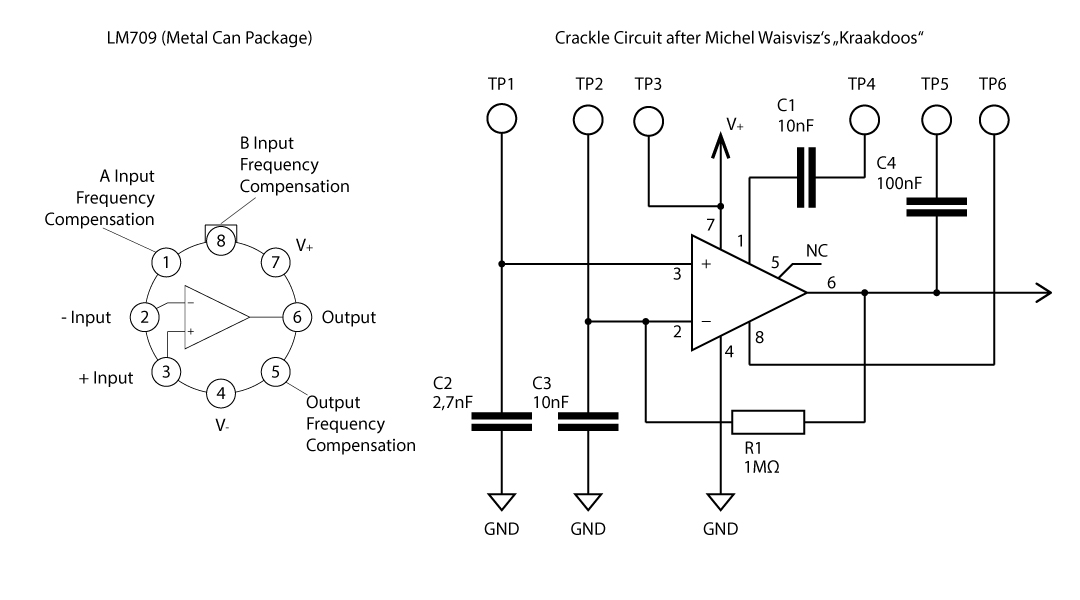 LM709 (Metal Can Package)
B Input
Frequency
Compensation
A Input
Frequency
Compensation
8
1
7
V+
- Input
2
−
+
6
Output
+ Input
3
5
4
V-
Output
Frequency
Compensation
Crackle Circuit after Michel Waisvisz's „Kraakdoos“
TP1
TP2
TP3
TP4
TP5
TP6
C1
10nF
V+
C4
100nF
7
1
5
NC
3
+
6
2
−
4
8
C2
2,7nF
C3
10nF
R1
1MΩ
GND
GND
GND